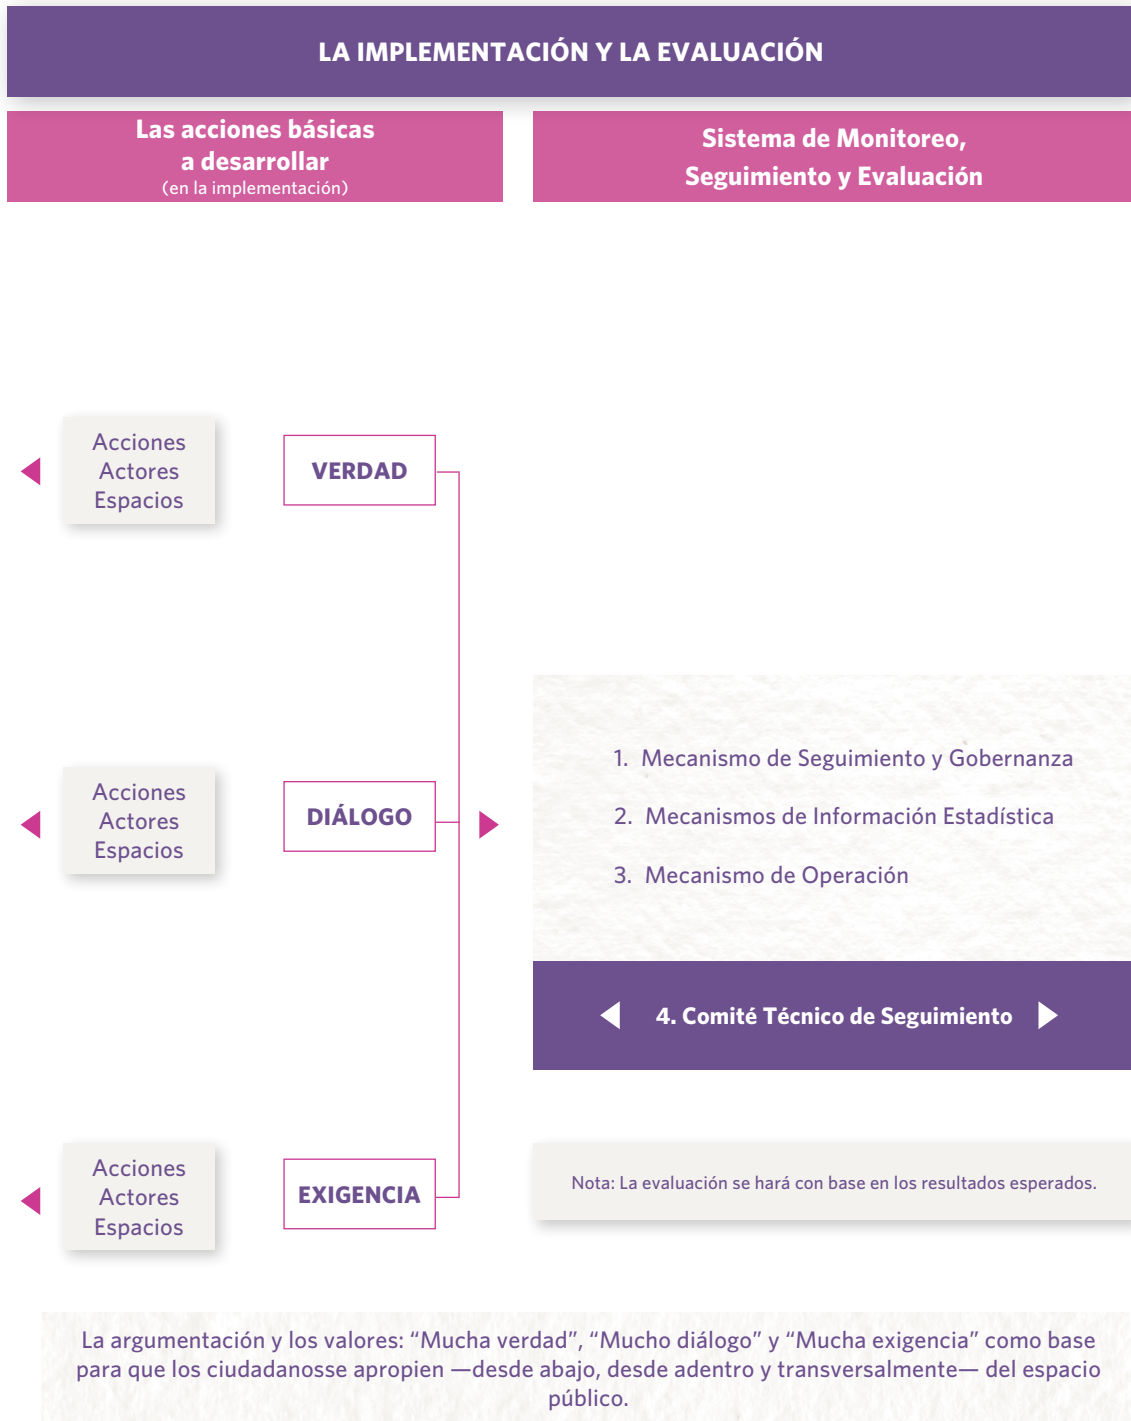 LA IMPLEMENTACIÓN Y LA EVALUACIÓN
Las acciones básicas
a desarrollar
(en la implementación)
Sistema de Monitoreo,
Seguimiento y Evaluación
Acciones
Actores
Espacios
VERDAD
Acciones
Actores
Espacios
DIÁLOGO
1. Mecanismo de Seguimiento y Gobernanza
2. Mecanismos de Información Estadística
3. Mecanismo de Operación
4. Comité Técnico de Seguimiento
Acciones
Actores
Espacios
EXIGENCIA
Nota: La evaluación se hará con base en los resultados esperados.
La argumentación y los valores: “Mucha verdad”, “Mucho diálogo” y “Mucha exigencia” como base
para que los ciudadanosse apropien —desde abajo, desde adentro y transversalmente— del espacio
público.